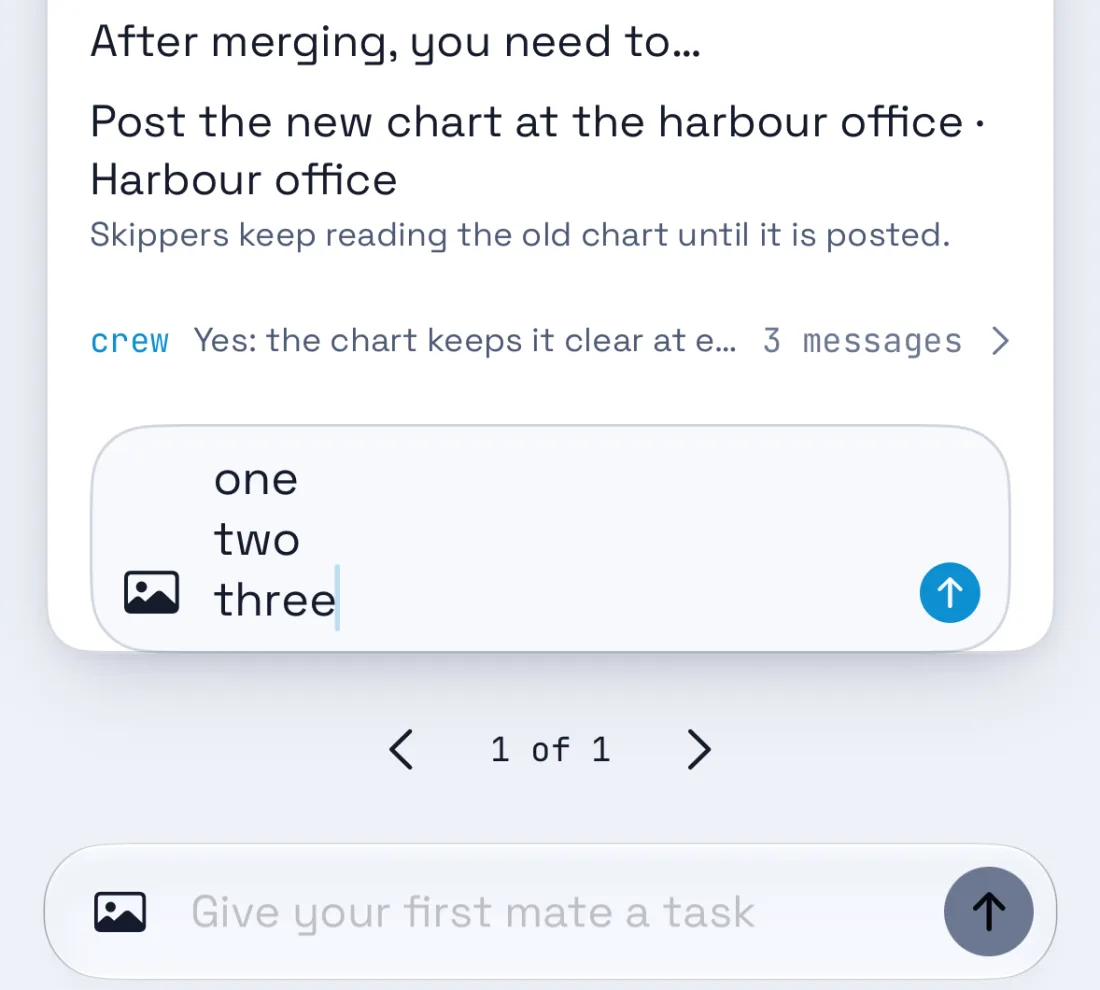 After merging, you need to…
Post the new chart at the harbour office ·
Harbour office
Skippers keep reading the old chart until it is posted.
crew Yes: the chart keeps it clear at e… 3 messages
one
two
three
1 of 1
Give your first mate a task